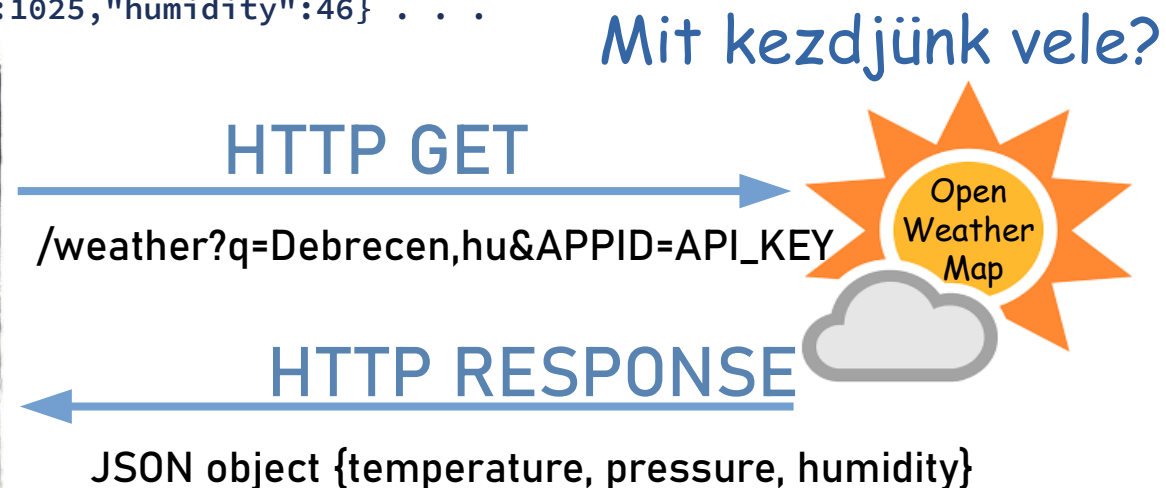 :1025,"humidity":46} . . .
Mit kezdjünk vele?
HTTP GET
/weather?q=Debrecen,hu&APPID=API_KEY
Open
Weather
Map
HTTP RESPONSE
JSON object {temperature, pressure, humidity}